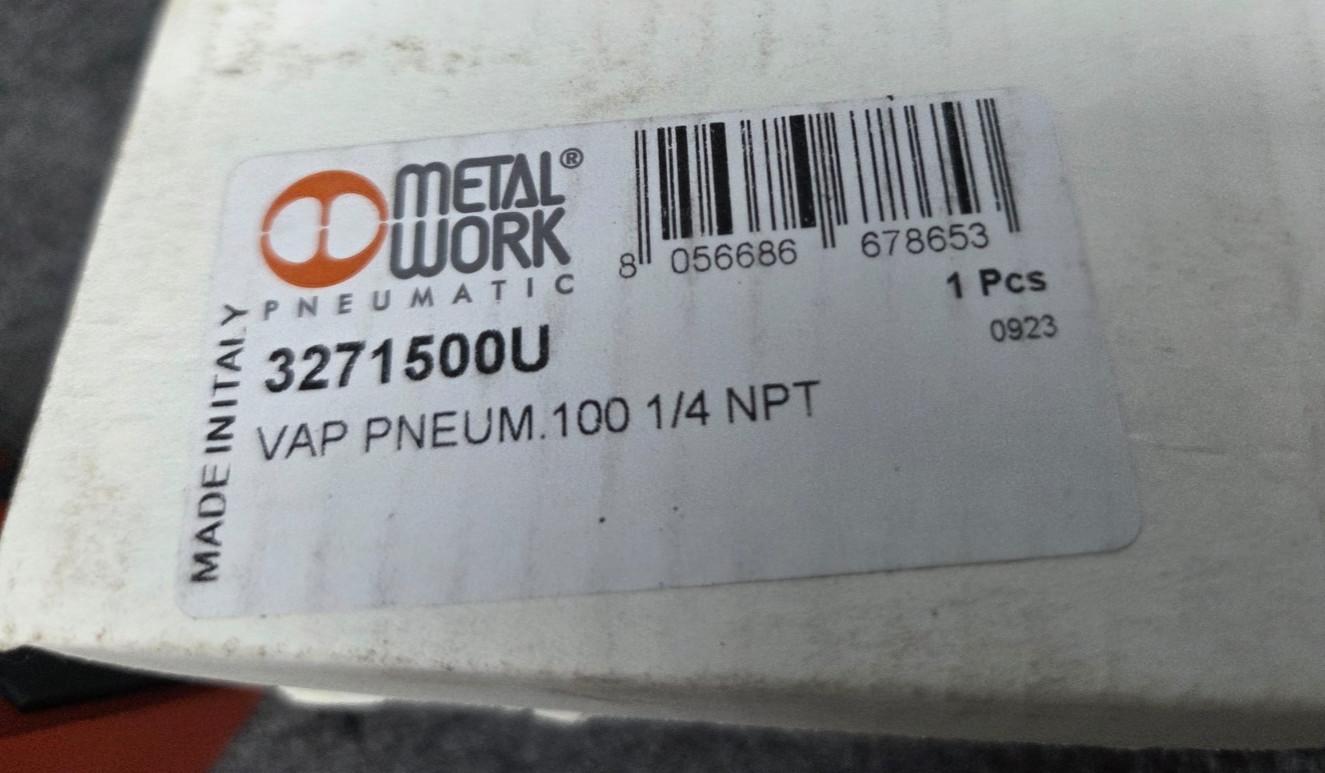 METAL®
WORK
PNEUMATIC
8 056686 678653
1 Pcs
0923
3271500U
VAP PNEUM.100 1/4 NPT
MADE IN ITALY